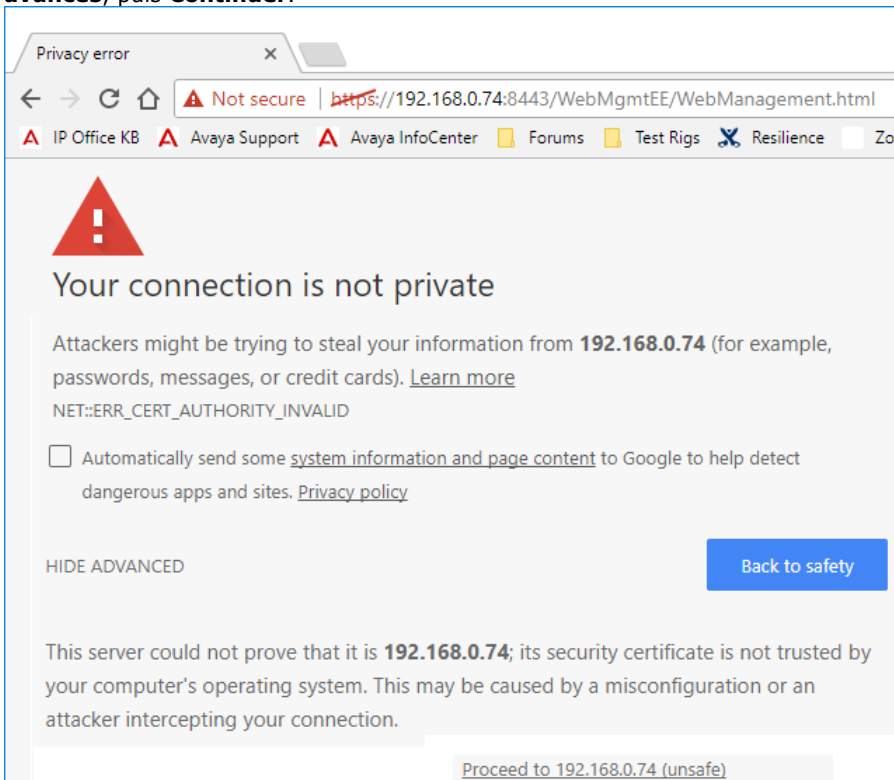 avancés, puis Continuer.
Privacy error
Not secure | https://192.168.0.74:8443/WebMgmtEE/WebManagement.html
IP Office KB Avaya Support Avaya InfoCenter Forums Test Rigs Resilience Zo
Your connection is not private
Attackers might be trying to steal your information from 192.168.0.74 (for example,
passwords, messages, or credit cards). Learn more
NET::ERR_CERT_AUTHORITY_INVALID
Automatically send some system information and page content to Google to help detect
dangerous apps and sites. Privacy policy
HIDE ADVANCED
Back to safety
This server could not prove that it is 192.168.0.74; its security certificate is not trusted by
your computer's operating system. This may be caused by a misconfiguration or an
attacker intercepting your connection.
Proceed to 192.168.0.74 (unsafe)